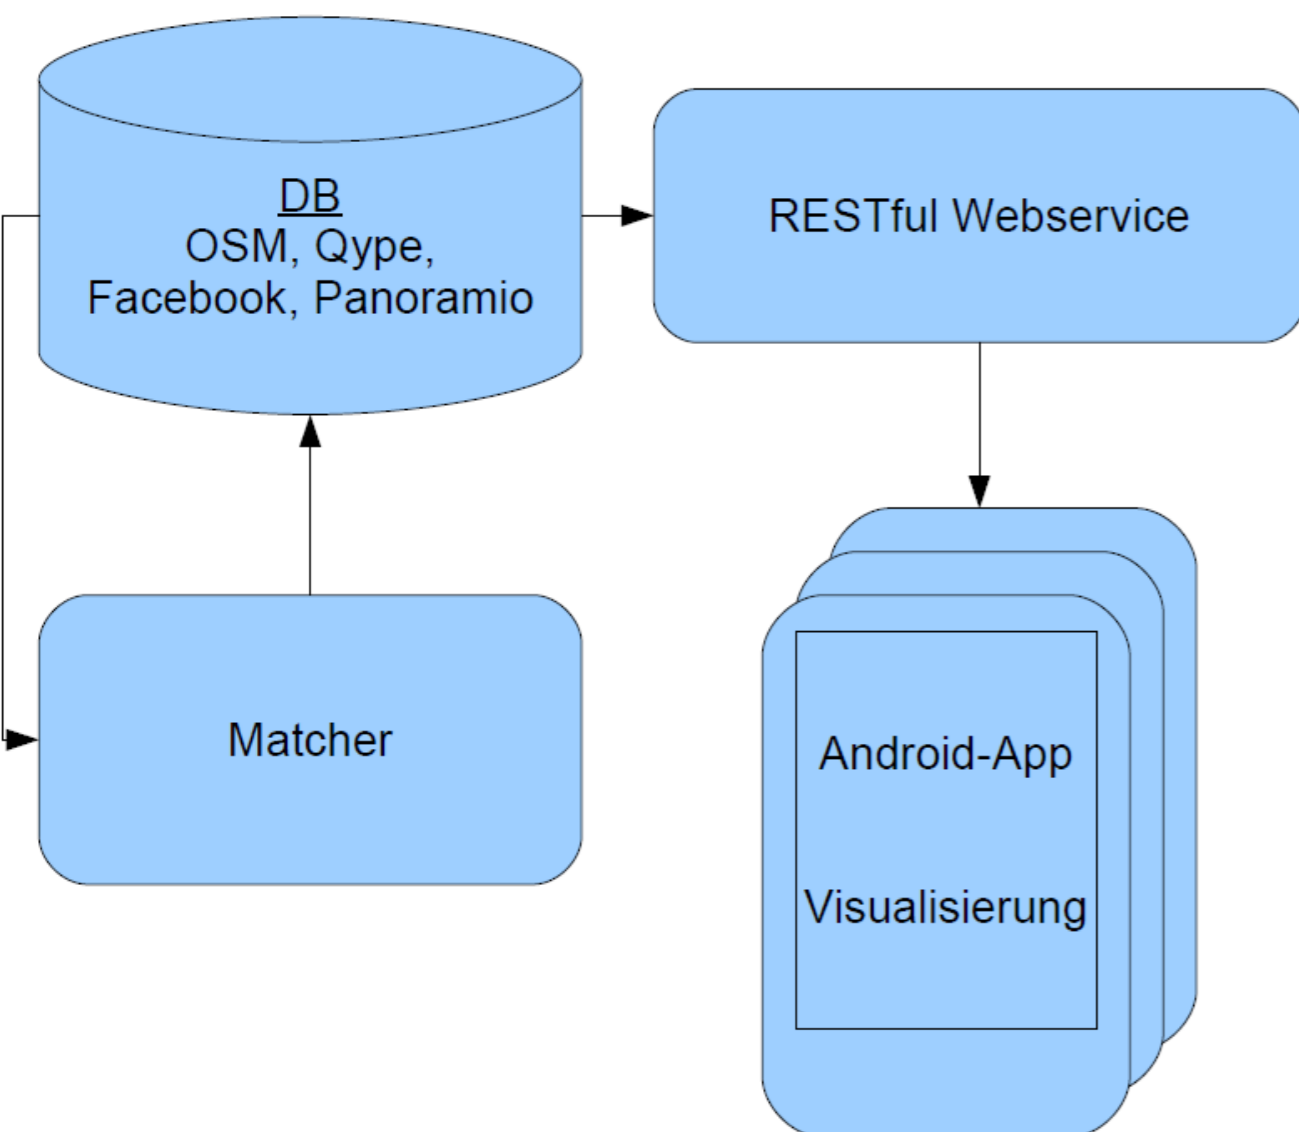 DB
OSM, Qype,
Facebook, Panoramio
RESTful Webservice
Matcher
Android-App
Visualisierung